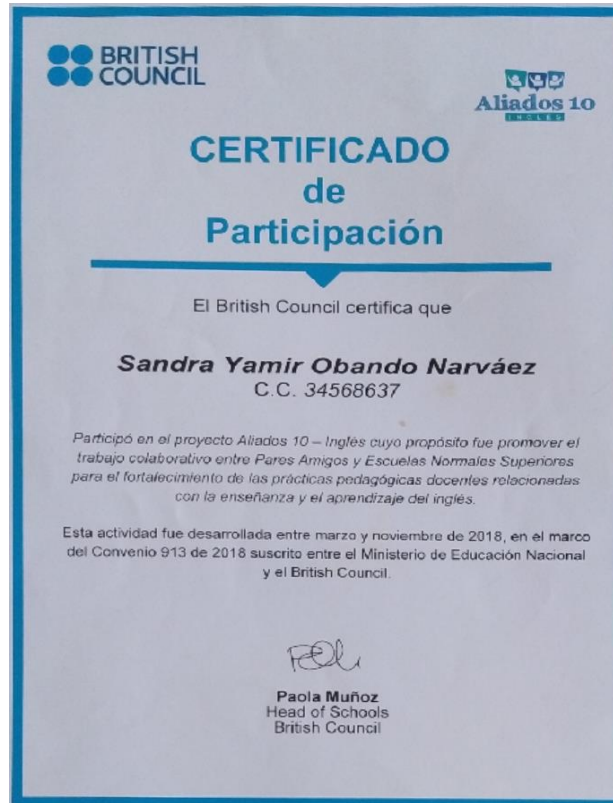 BRITISH
COUNCIL
Aliados 10
INGLÉS
CERTIFICADO
de
Participación
El British Council certifica que
Sandra Yamir Obando Narváez
C.C. 34568637
Participó en el proyecto Aliados 10 – Inglés cuyo propósito fue promover el
trabajo colaborativo entre Pares Amigos y Escuelas Normales Superiores
para el fortalecimiento de las prácticas pedagógicas docentes relacionadas
con la enseñanza y el aprendizaje del inglés.
Esta actividad fue desarrollada entre marzo y noviembre de 2018, en el marco
del Convenio 913 de 2018 suscrito entre el Ministerio de Educación Nacional
y el British Council.
Paola Muñoz
Head of Schools
British Council